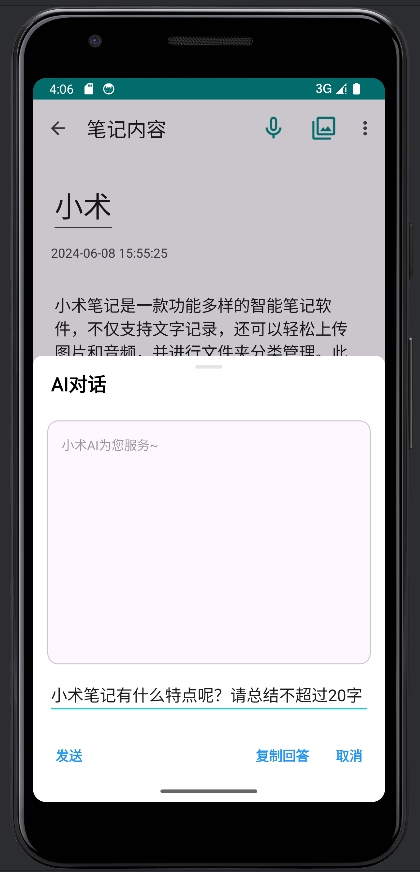 4:06 3G
笔记内容
小术
2024-06-08 15:55:25
小术笔记是一款功能多样的智能笔记软
件，不仅支持文字记录，还可以轻松上传
图片和音频，并进行文件夹分类管理。此
AI对话
小术AI为您服务~
小术笔记有什么特点呢？请总结不超过20字
发送 复制回答 取消